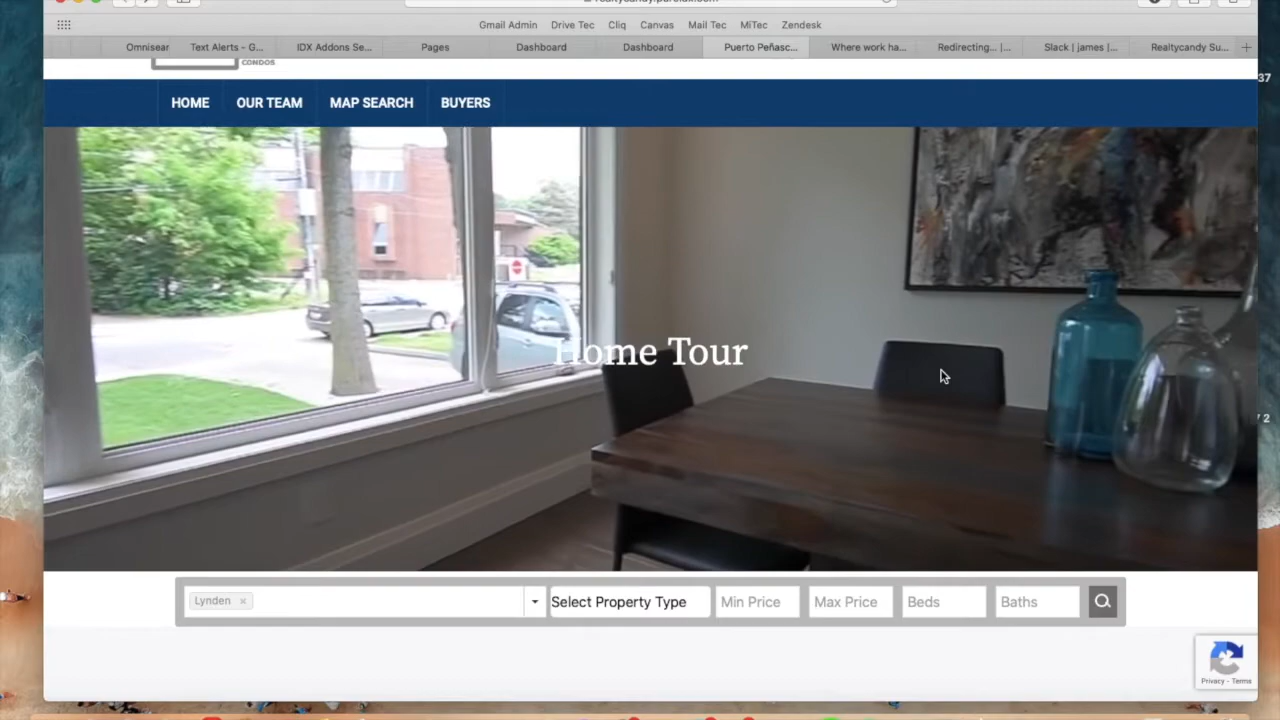 Gmail Admin Drive Tec Cliq Canvas Mail Tec MiTec Zendesk
Omnisear Text Alerts - G... IDX Addons Se... Pages Dashboard Dashboard Puerto Peñasc... Where work ha... Redirecting... |... Slack | james |... Realtycandy Su...
CONDOS
37
HOME OUR TEAM MAP SEARCH BUYERS
Home Tour
2
Lynden × Select Property Type Min Price Max Price Beds Baths
Privacy - Terms